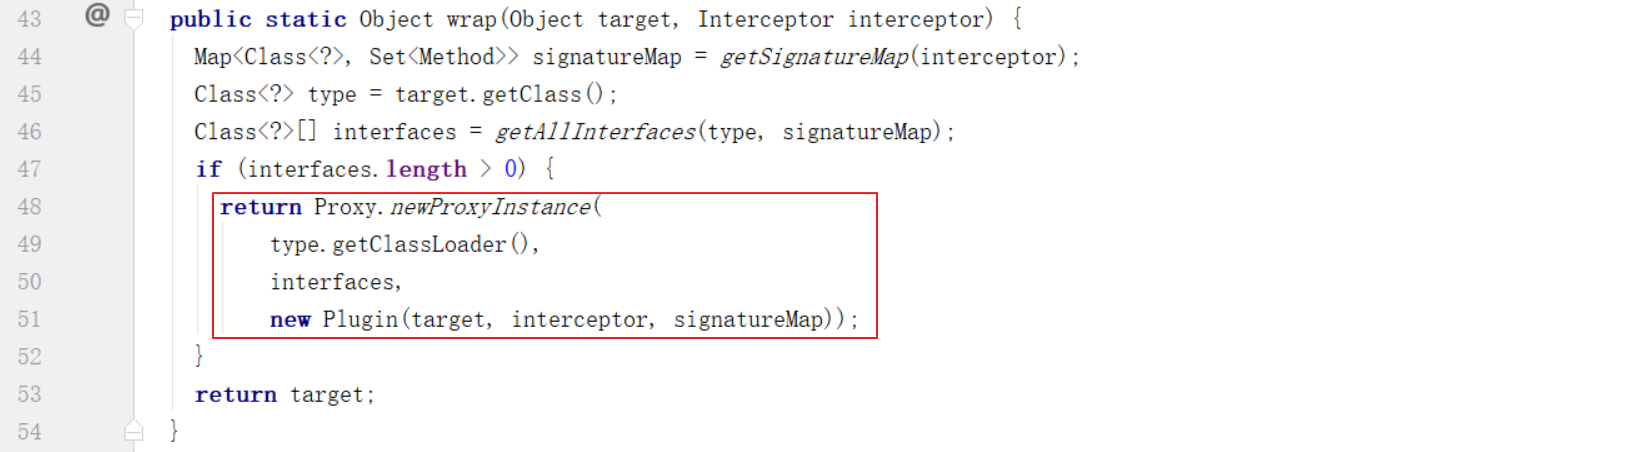 43 @ public static Object wrap(Object target, Interceptor interceptor) {
44 Map<Class<?>, Set<Method>> signatureMap = getSignatureMap(interceptor);
45 Class<?> type = target.getClass();
46 Class<?>[] interfaces = getAllInterfaces(type, signatureMap);
47 if (interfaces.length > 0) {
48 return Proxy.newProxyInstance(
49 type.getClassLoader(),
50 interfaces,
51 new Plugin(target, interceptor, signatureMap));
52 }
53 return target;
54 }